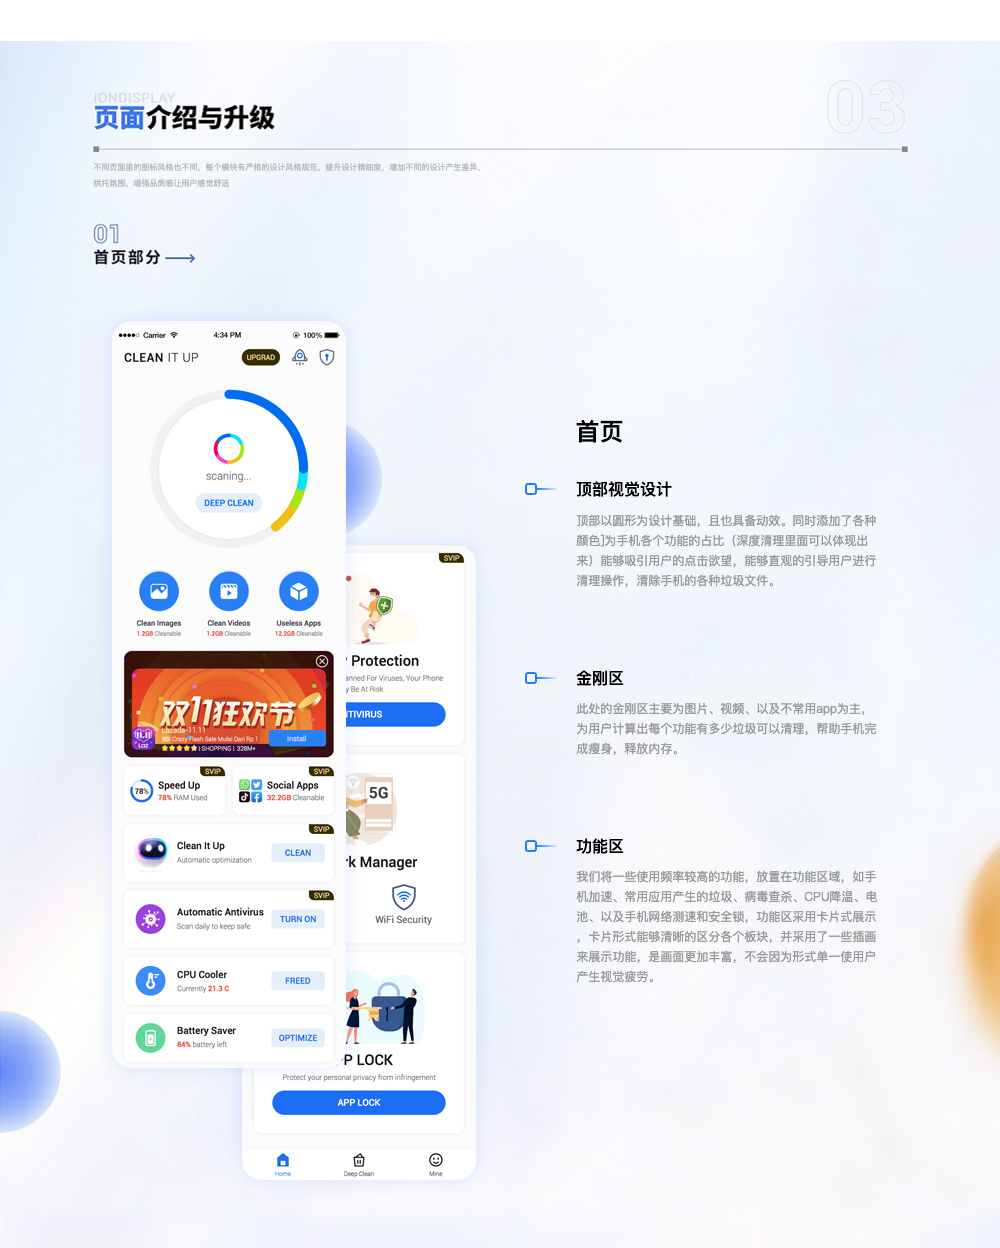 IONDISPLAY
03
页面介绍与升级
不同页面里的图标风格也不同，每个模快有严格的设计风格规范，提升设计精细度，增加不同的设计产生差异，
烘托氛围，增强品质感让用户感觉舒适
01
首页部分
Carrier
4:34 PM
100%
CLEAN IT UP
UPGRAD
scaning...
DEEP CLEAN
Clean Images
1.2GB Cleanable
Clean Videos
1.2GB Cleanable
Useless Apps
12.2GB Cleanable
双11狂欢节
Lazada-11.11
Crazy Flash Sale Mulai Dari Rp 1
11.11
Laz
SHOPPING | 328M+
Install
SVIP
78%
Speed Up
78% RAM Used
SVIP
Social Apps
32.2GB Cleanable
SVIP
Clean It Up
Automatic optimization
CLEAN
SVIP
Automatic Antivirus
Scan daily to keep safe
TURN ON
CPU Cooler
Currently 21.3 C
FREED
Battery Saver
84% battery left
OPTIMIZE
SVIP
y Protection
anned For Viruses, Your Phone
y Be At Risk
TIVIRUS
5G
rk Manager
WiFi Security
P LOCK
Protect your personal privacy from infringement
APP LOCK
Home
Deep Clean
Mine
首页
顶部视觉设计
顶部以圆形为设计基础，且也具备动效。同时添加了各种
颜色]为手机各个功能的占比（深度清理里面可以体现出
来）能够吸引用户的点击欲望，能够直观的引导用户进行
清理操作，清除手机的各种垃圾文件。
金刚区
此处的金刚区主要为图片、视频、以及不常用app为主，
为用户计算出每个功能有多少垃圾可以清理，帮助手机完
成瘦身，释放内存。
功能区
我们将一些使用频率较高的功能，放置在功能区域，如手
机加速、常用应用产生的垃圾、病毒查杀、CPU降温、电
池、以及手机网络测速和安全锁，功能区采用卡片式展示
，卡片形式能够清晰的区分各个板块，并采用了一些插画
来展示功能，是画面更加丰富，不会因为形式单一使用户
产生视觉疲劳。